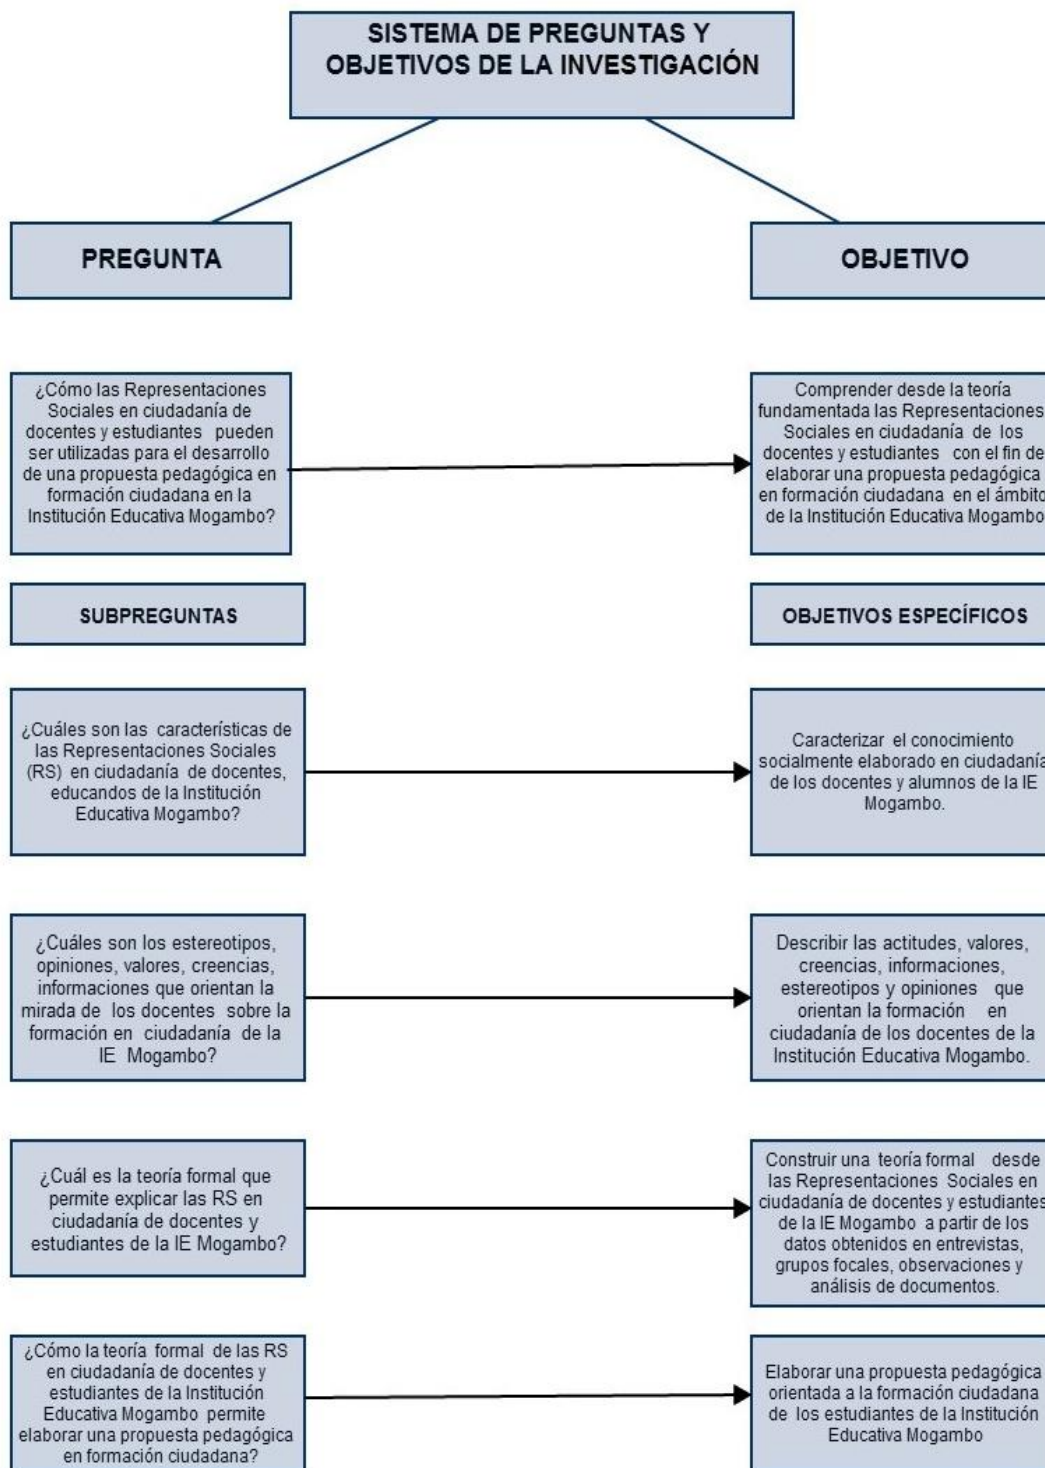 SISTEMA DE PREGUNTAS Y
OBJETIVOS DE LA INVESTIGACIÓN
PREGUNTA
OBJETIVO
¿Cómo las Representaciones
Sociales en ciudadanía de
docentes y estudiantes pueden
ser utilizadas para el desarrollo
de una propuesta pedagógica en
formación ciudadana en la
Institución Educativa Mogambo?
Comprender desde la teoría
fundamentada las Representaciones
Sociales en ciudadanía de los
docentes y estudiantes con el fin de
elaborar una propuesta pedagógica
en formación ciudadana en el ámbito
de la Institución Educativa Mogambo
SUBPREGUNTAS
OBJETIVOS ESPECÍFICOS
¿Cuáles son las características de
las Representaciones Sociales
(RS) en ciudadanía de docentes,
educandos de la Institución
Educativa Mogambo?
Caracterizar el conocimiento
socialmente elaborado en ciudadanía
de los docentes y alumnos de la IE
Mogambo.
¿Cuáles son los estereotipos,
opiniones, valores, creencias,
informaciones que orientan la
mirada de los docentes sobre la
formación en ciudadanía de la
IE Mogambo?
Describir las actitudes, valores,
creencias, informaciones,
estereotipos y opiniones que
orientan la formación en
ciudadanía de los docentes de la
Institución Educativa Mogambo.
¿Cuál es la teoría formal que
permite explicar las RS en
ciudadanía de docentes y
estudiantes de la IE Mogambo?
Construir una teoría formal desde
las Representaciones Sociales en
ciudadanía de docentes y estudiantes
de la IE Mogambo a partir de los
datos obtenidos en entrevistas,
grupos focales, observaciones y
análisis de documentos.
¿Cómo la teoría formal de las RS
en ciudadanía de docentes y
estudiantes de la Institución
Educativa Mogambo permite
elaborar una propuesta pedagógica
en formación ciudadana?
Elaborar una propuesta pedagógica
orientada a la formación ciudadana
de los estudiantes de la Institución
Educativa Mogambo